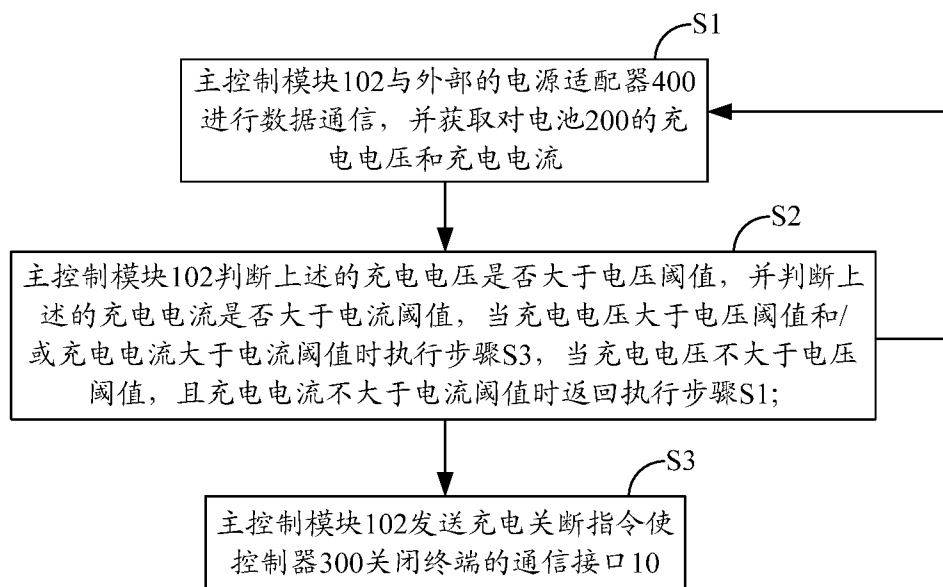 S1
主控制模块102与外部的电源适配器400
进行数据通信，并获取对电池200的充
电电压和充电电流
S2
主控制模块102判断上述的充电电压是否大于电压阈值，并判断上
述的充电电流是否大于电流阈值，当充电电压大于电压阈值和/
或充电电流大于电流阈值时执行步骤S3，当充电电压不大于电压
阈值，且充电电流不大于电流阈值时返回执行步骤S1；
S3
主控制模块102发送充电关断指令使
控制器300关闭终端的通信接口10